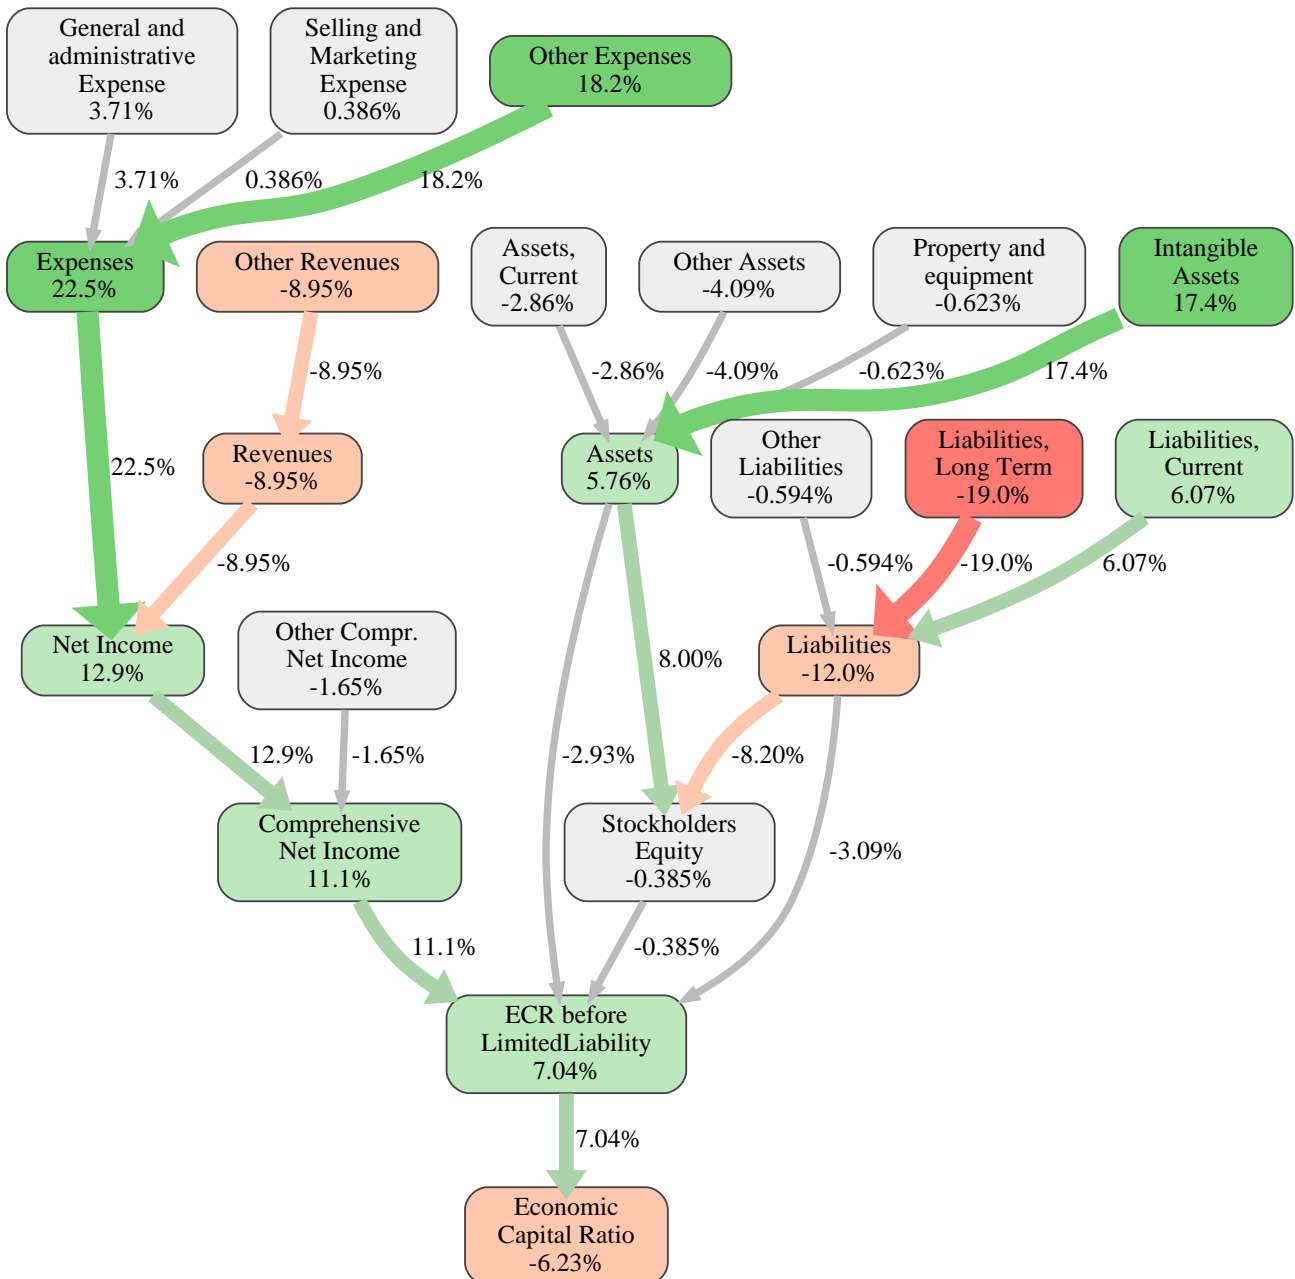 General and
administrative
Expense
3.71%
Selling and
Marketing
Expense
0.386%
Other Expenses
18.2%
3.71%
0.386%
18.2%
Expenses
22.5%
Other Revenues
-8.95%
Assets,
Current
-2.86%
Other Assets
-4.09%
Property and
equipment
-0.623%
Intangible
Assets
17.4%
-8.95%
-2.86%
-4.09%
-0.623%
17.4%
22.5%
Revenues
-8.95%
Assets
5.76%
Other
Liabilities
-0.594%
Liabilities,
Long Term
-19.0%
Liabilities,
Current
6.07%
-8.95%
-0.594%
-19.0%
6.07%
Net Income
12.9%
Other Compr.
Net Income
-1.65%
8.00%
Liabilities
-12.0%
12.9%
-1.65%
-2.93%
-8.20%
Comprehensive
Net Income
11.1%
Stockholders
Equity
-0.385%
-3.09%
11.1%
-0.385%
ECR before
LimitedLiability
7.04%
7.04%
Economic
Capital Ratio
-6.23%